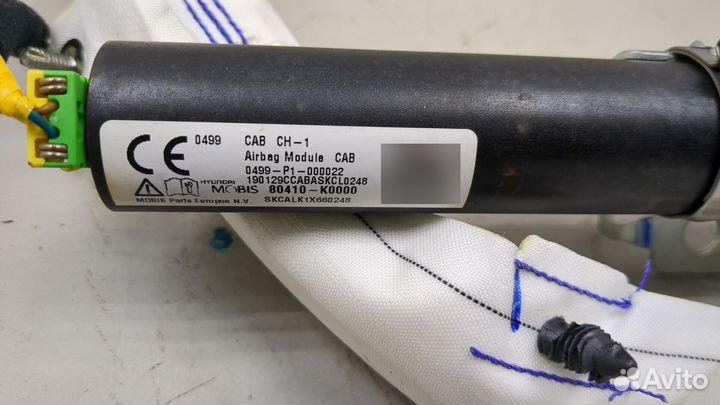 CE 0499 CAB CH-1
Airbag Module CAB
0499-P1-000022
190129CCABASKCL0248
HYUNDAI MOBIS 80410-K0000
MOBIS Parts Europe N.V. SKCALK1X660248
Avito